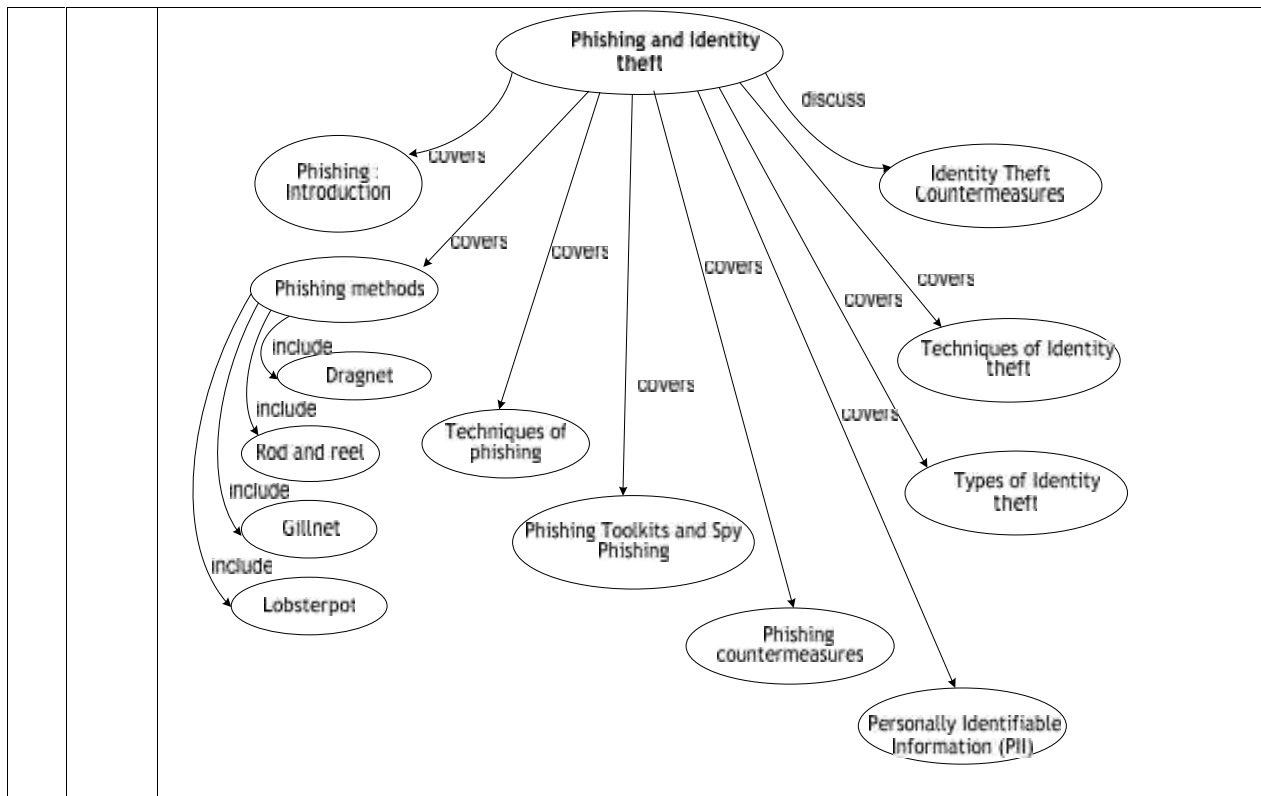 Phishing and Identity
theft
discuss
covers
Phishing :
Introduction
Identity Theft
Countermeasures
covers
covers
covers
covers
covers
Phishing methods
include
Dragnet
Techniques of Identity
theft
covers
covers
include
Rod and reel
Techniques of
phishing
include
Gillnet
Types of Identity
theft
Phishing Toolkits and Spy
Phishing
include
Lobsterpot
Phishing
countermeasures
Personally Identifiable
Information (PII)